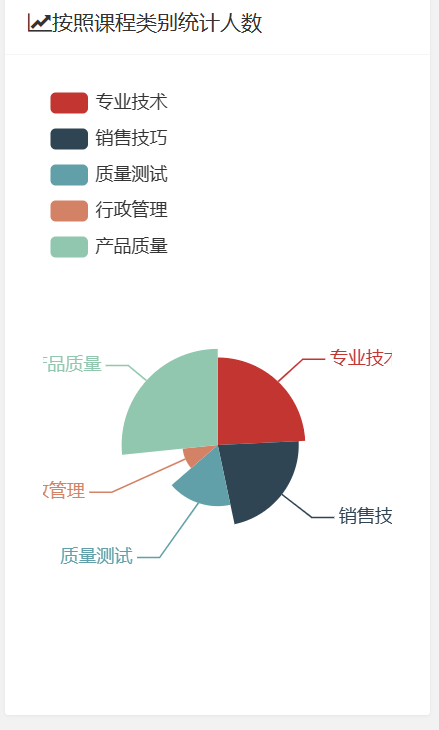 按照课程类别统计人数
专业技术
销售技巧
质量测试
行政管理
产品质量
品质量
专业技
管理
销售技
质量测试